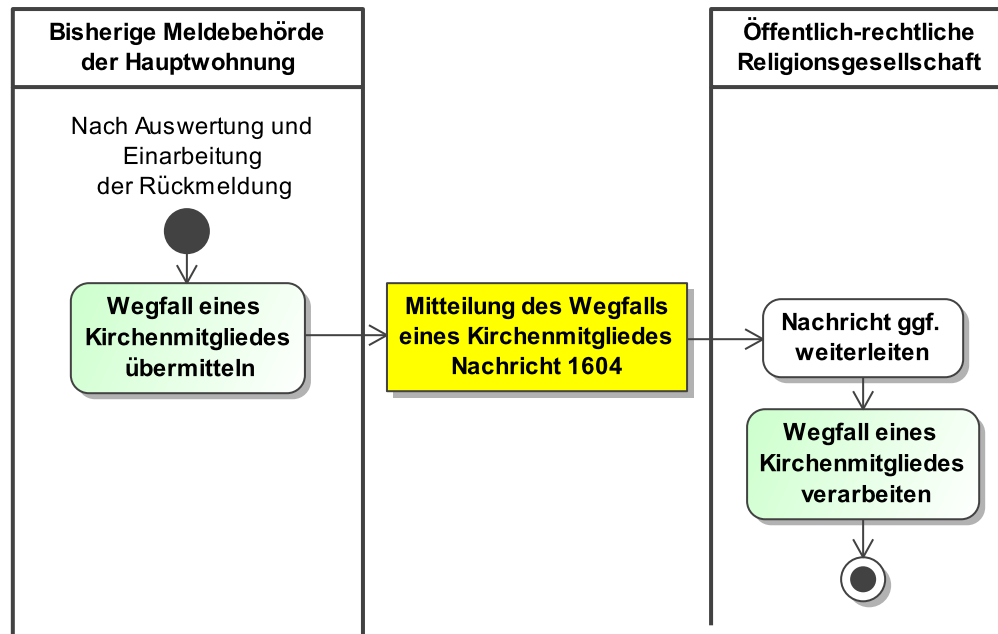 Bisherige Meldebehörde
der Hauptwohnung
Öffentlich-rechtliche
Religionsgesellschaft
Nach Auswertung und
Einarbeitung
der Rückmeldung
Wegfall eines
Kirchenmitgliedes
übermitteln
Mitteilung des Wegfalls
eines Kirchenmitgliedes
Nachricht 1604
Nachricht ggf.
weiterleiten
Wegfall eines
Kirchenmitgliedes
verarbeiten